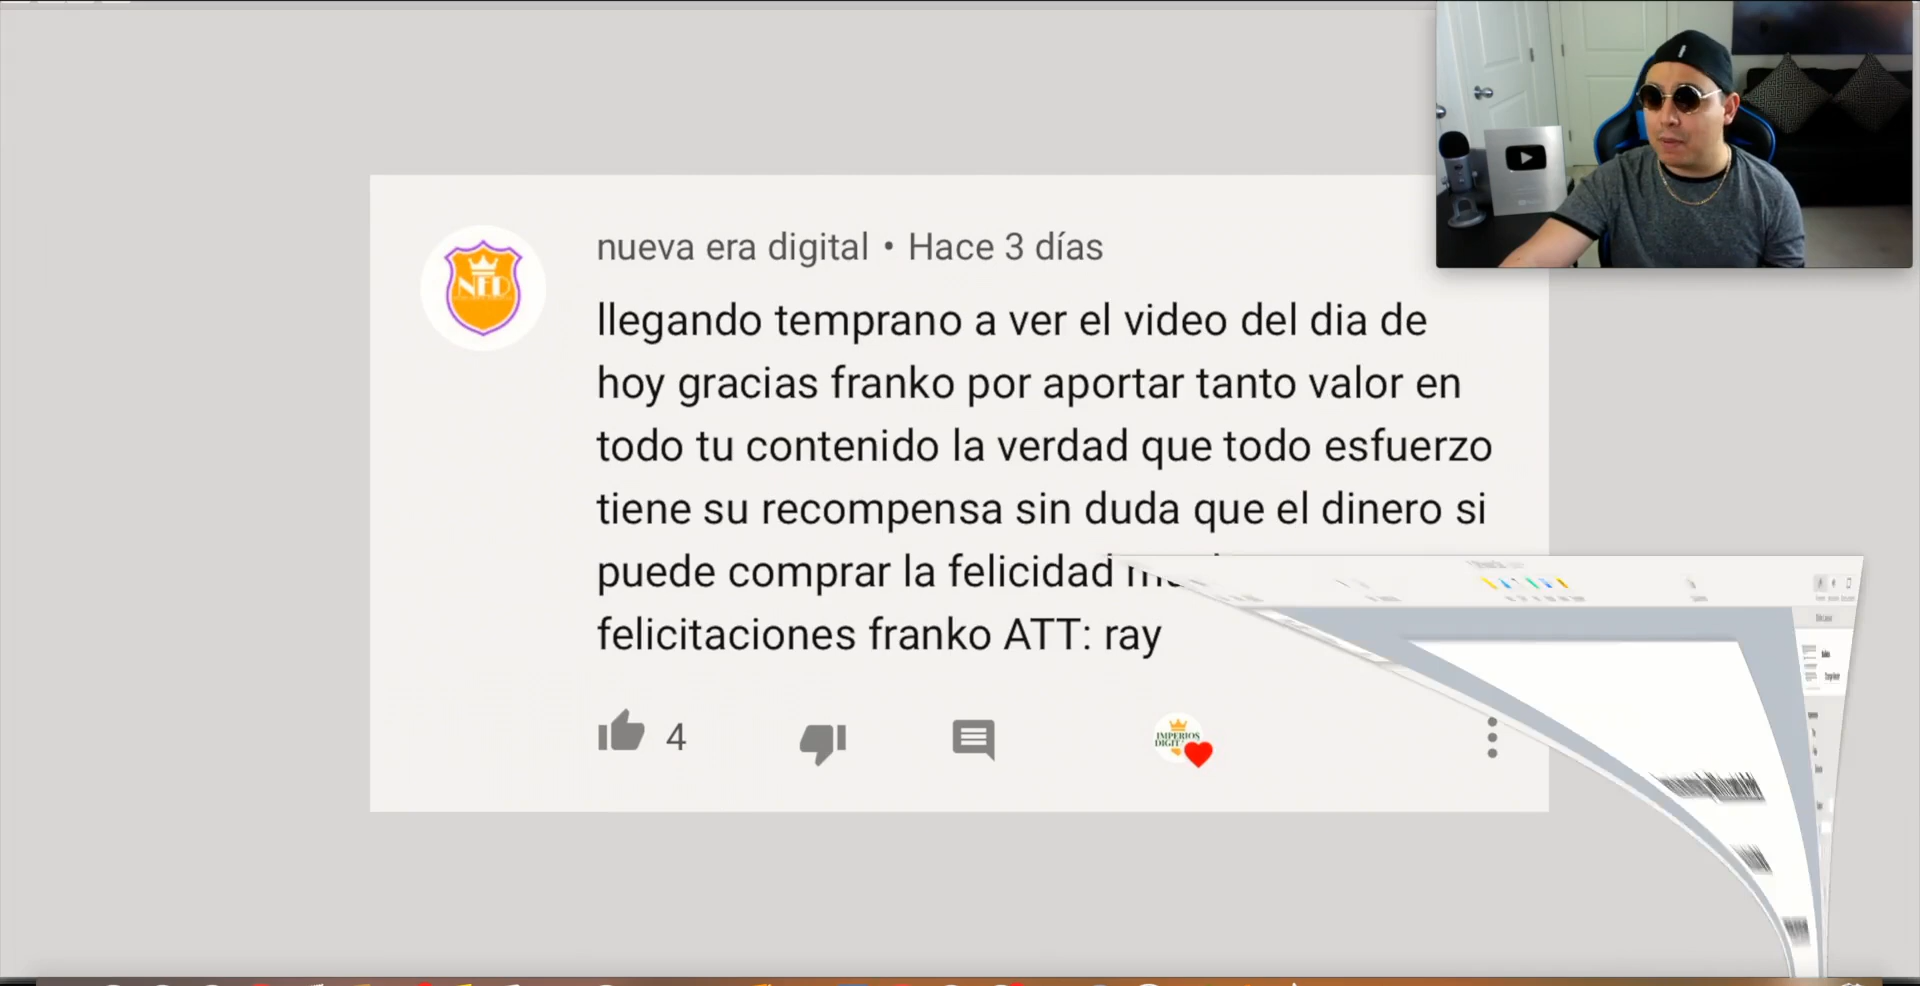 nueva era digital • Hace 3 días
llegando temprano a ver el video del dia de
hoy gracias franko por aportar tanto valor en
todo tu contenido la verdad que todo esfuerzo
tiene su recompensa sin duda que el dinero si
puede comprar la felicidad
felicitaciones franko ATT: ray
4
IMPERIOS